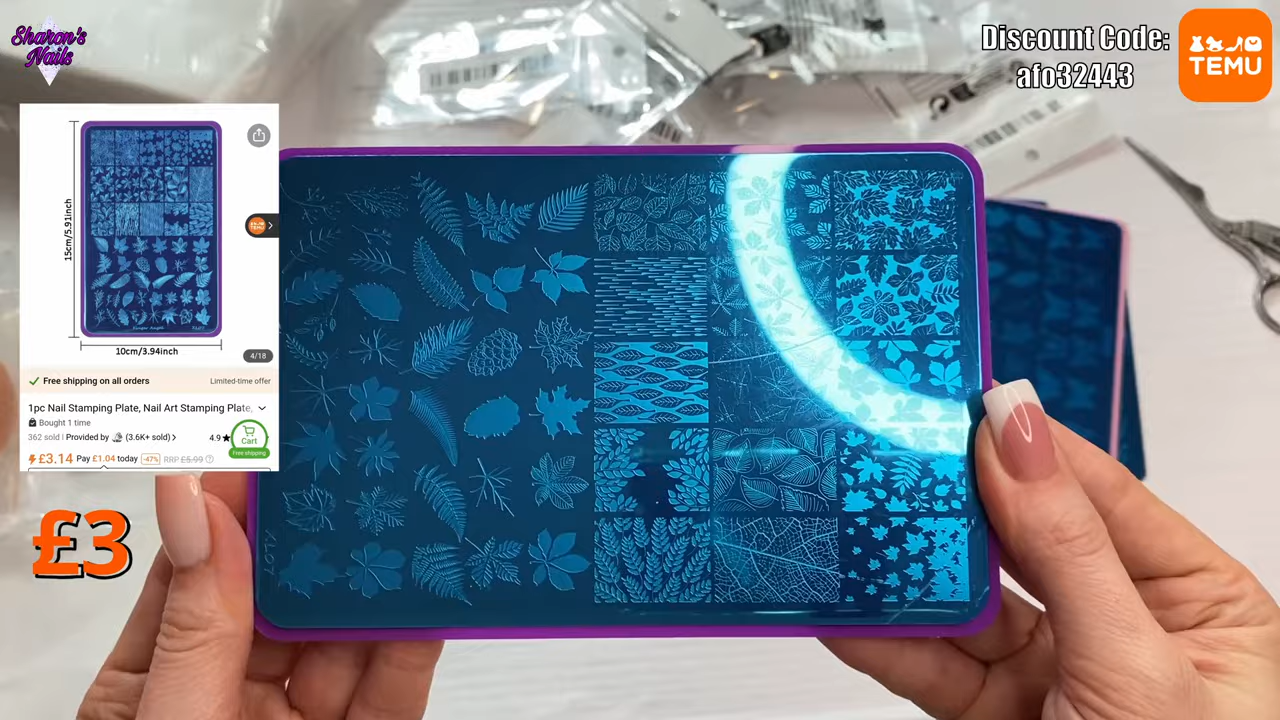 Sharon's
Nails
Discount Code:
afo32443
TEMU
15cm/5.91inch
10cm/3.94inch
TEMU
4/18
Free shipping on all orders
Limited-time offer
1pc Nail Stamping Plate, Nail Art Stamping Plate,
Bought 1 time
362 sold | Provided by (3.6K+ sold) >
4.9★
Cart
Free shipping
£3.14 Pay £1.04 today -47% RRP £5.99
£3
XL07